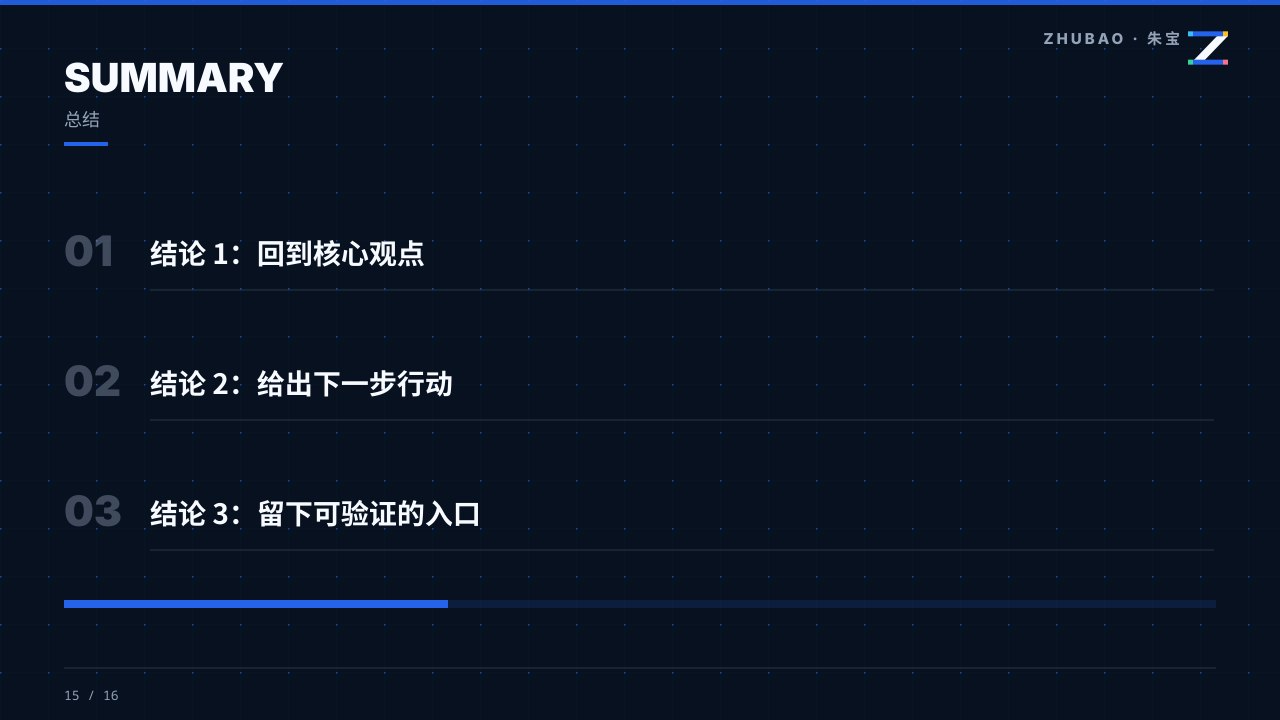 ZHUBAO · 朱宝
SUMMARY
总结
01
结论 1：回到核心观点
02
结论 2：给出下一步行动
03
结论 3：留下可验证的入口
15 / 16